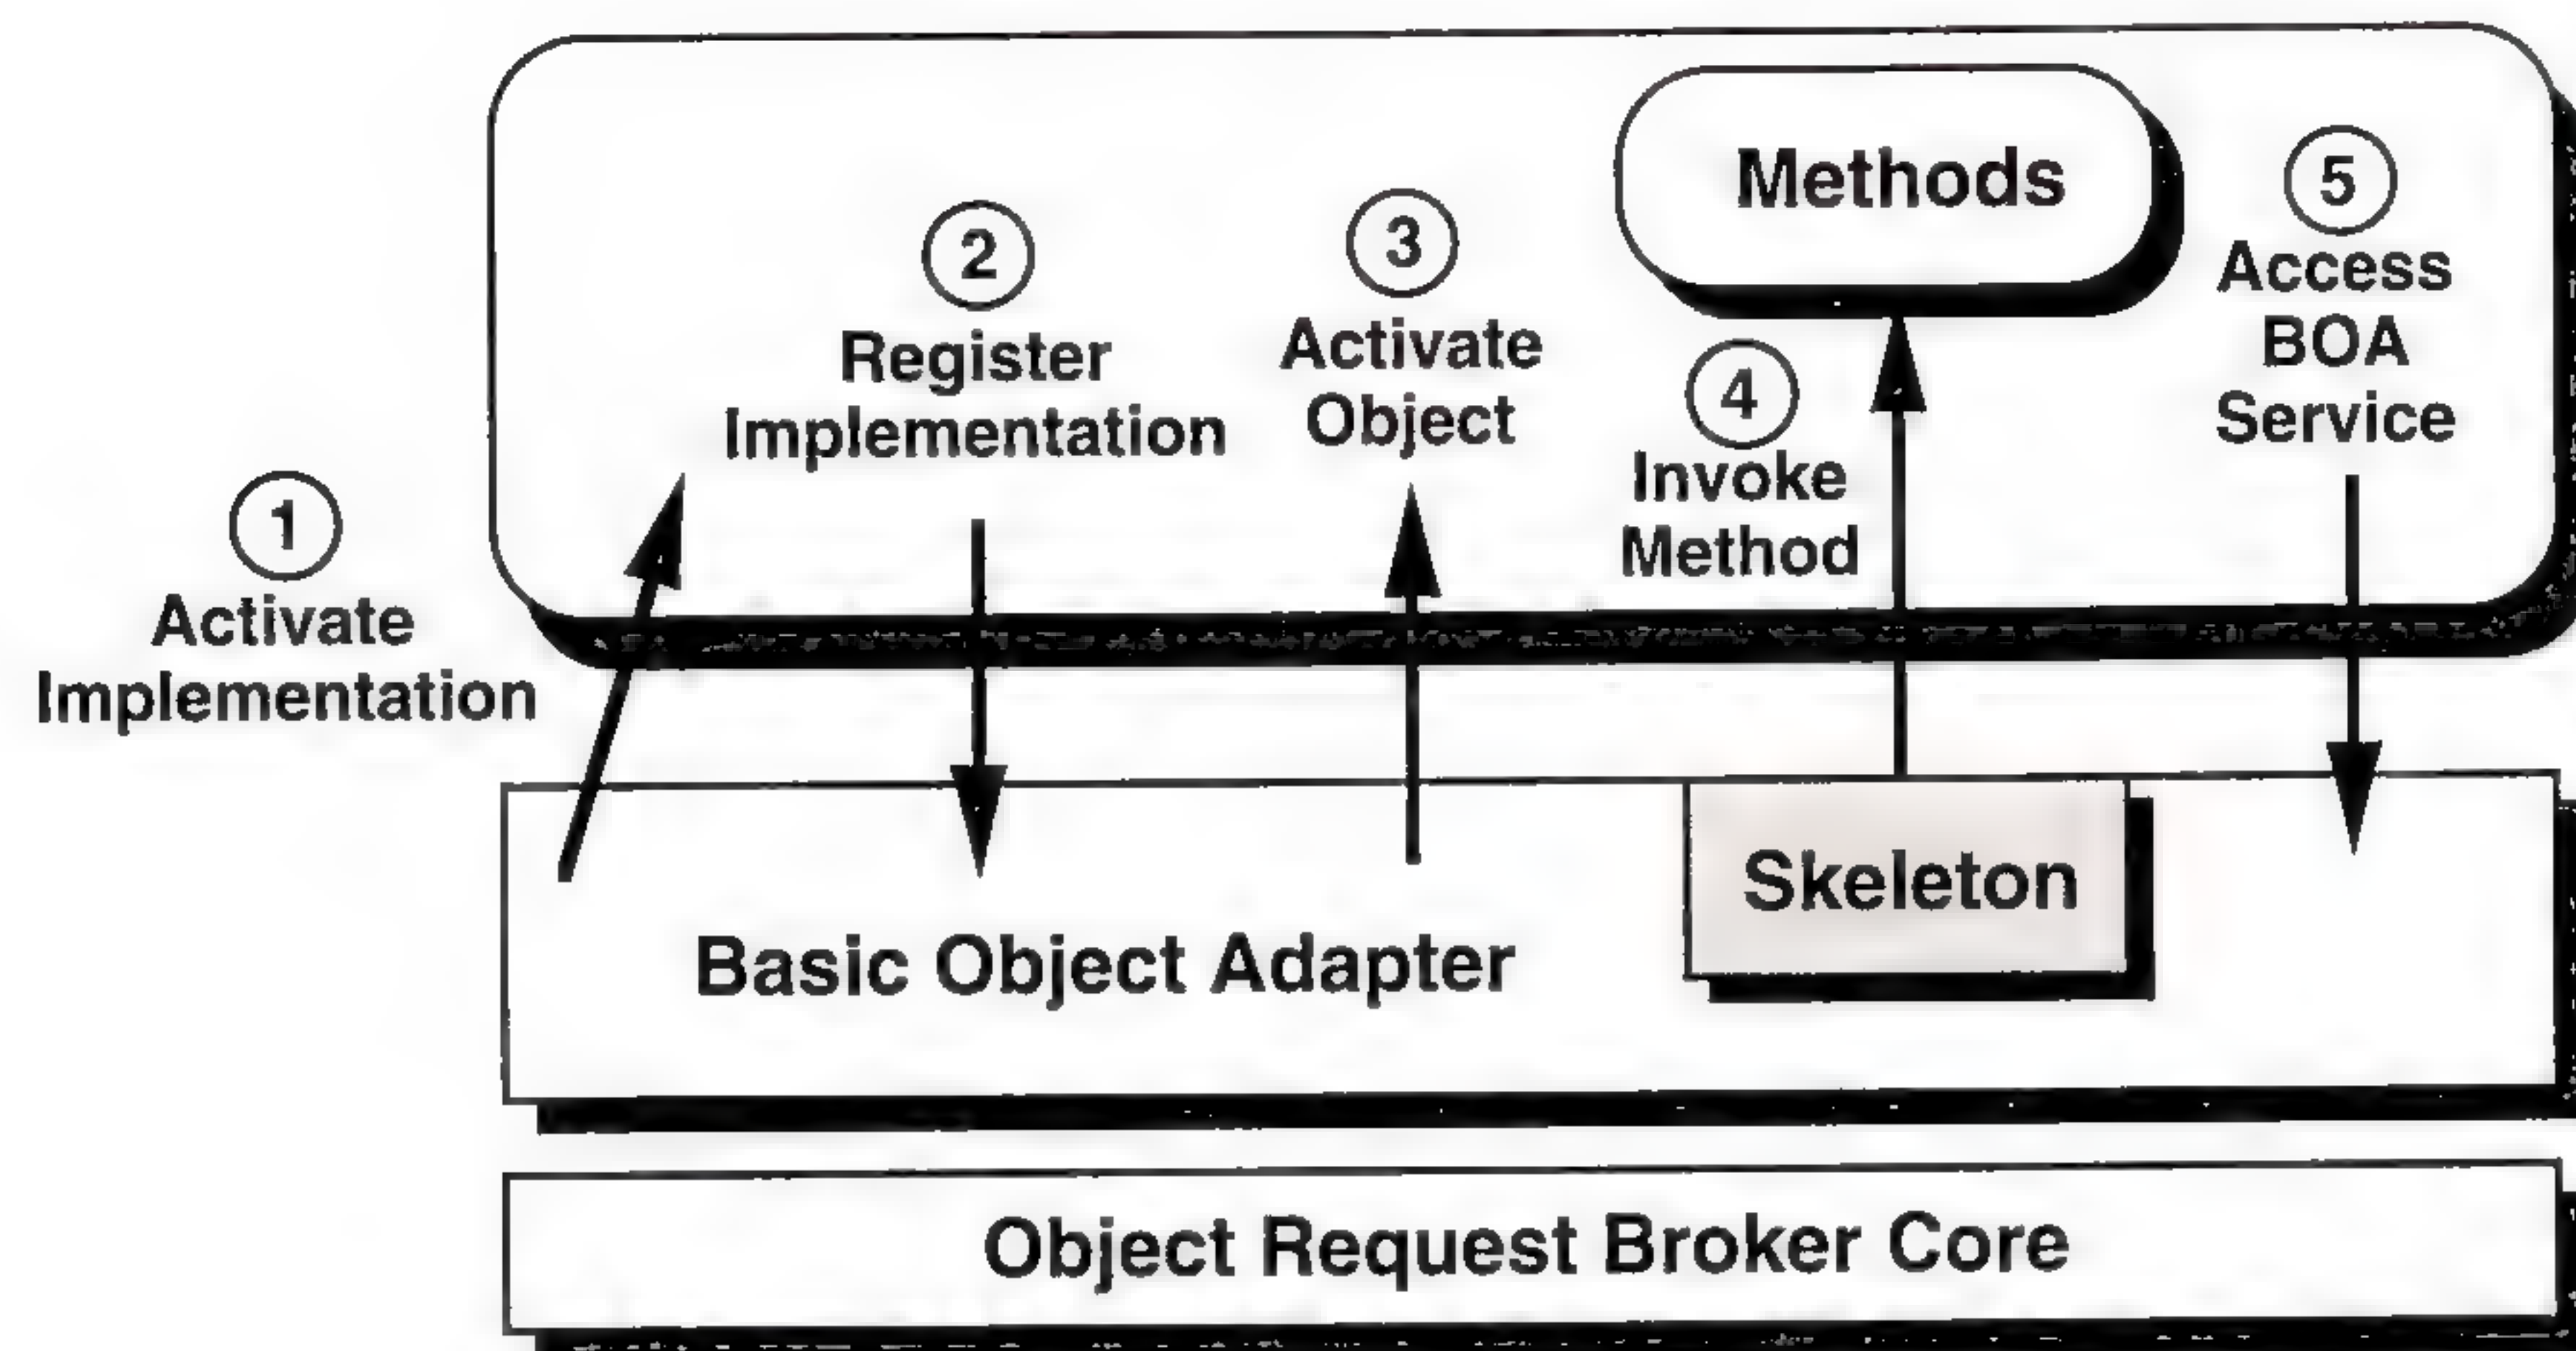 1
Activate
Implementation
2
Register
Implementation
3
Activate
Object
Methods
4
Invoke
Method
5
Access
BOA
Service
Skeleton
Basic Object Adapter
Object Request Broker Core